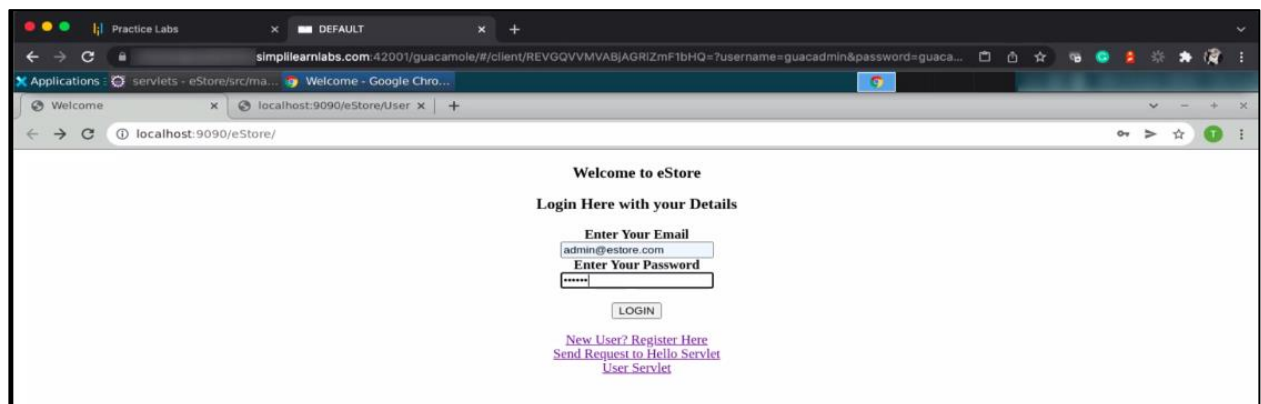 Practice Labs
DEFAULT
simplilearnlabs.com:42001/guacamole/#/client/REVGQVVMVABjAGRlZmF1bHQ=?username=guacadmin&password=guaca...
Applications
servlets - eStore/src/ma...
Welcome - Google Chro...
Welcome
localhost:9090/eStore/User
localhost:9090/eStore/
T
Welcome to eStore
Login Here with your Details
Enter Your Email
admin@estore.com
Enter Your Password
••••••
LOGIN
New User? Register Here
Send Request to Hello Servlet
User Servlet